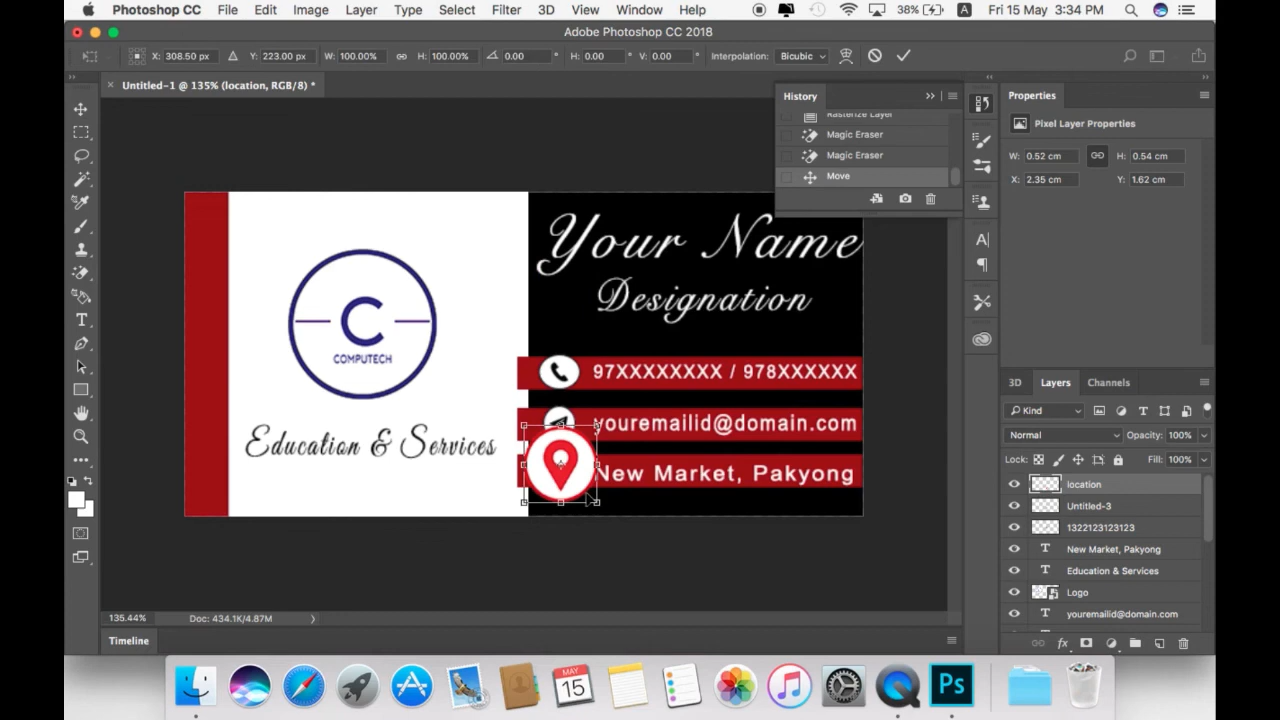 Photoshop CC File Edit Image Layer Type Select Filter 3D View Window Help 38% A Fri 15 May 3:34 PM
Adobe Photoshop CC 2018
X: 308.50 px Y: 223.00 px W: 100.00% H: 100.00% 0.00 ° H: 0.00 ° V: 0.00 ° Interpolation: Bicubic
Untitled-1 @ 135% (location, RGB/8) *
History
Rasterize Layer
Magic Eraser
Magic Eraser
Move
Properties
Pixel Layer Properties
W: 0.52 cm H: 0.54 cm
X: 2.35 cm Y: 1.62 cm
C
COMPUTECH
Education & Services
Your Name
Designation
97XXXXXXXX / 978XXXXXX
youremailid@domain.com
New Market, Pakyong
3D Layers Channels
Kind
Normal Opacity: 100%
Lock: Fill: 100%
location
Untitled-3
1322123123123
New Market, Pakyong
Education & Services
Logo
youremailid@domain.com
135.44% Doc: 434.1K/4.87M
Timeline
MAY
15
Ps